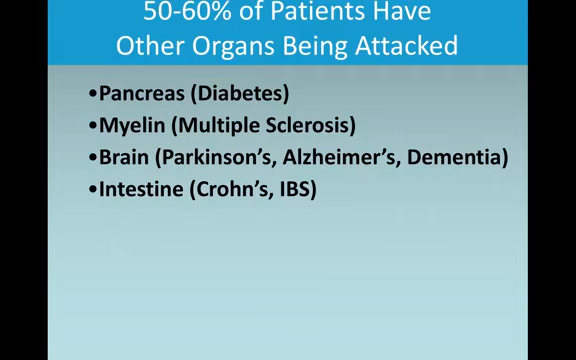 50-60% of Patients Have
Other Organs Being Attacked
•Pancreas (Diabetes)
•Myelin (Multiple Sclerosis)
•Brain (Parkinson's, Alzheimer's, Dementia)
•Intestine (Crohn's, IBS)